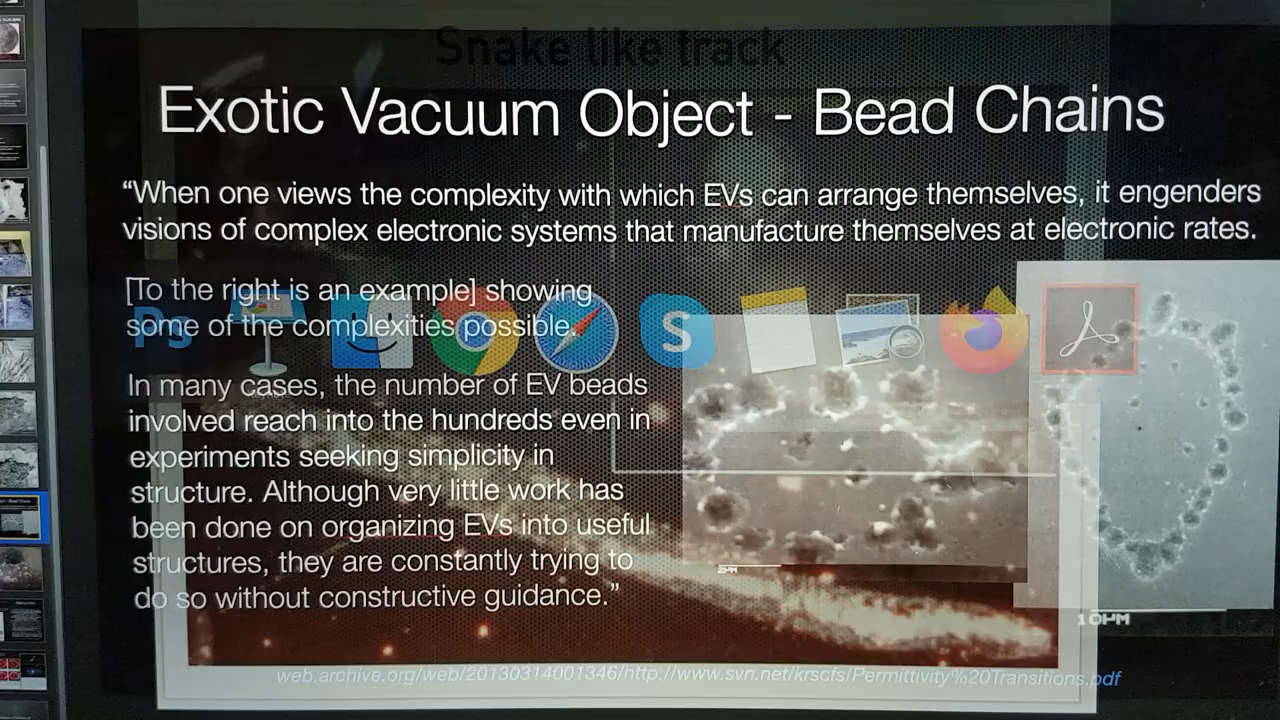 Snake like track
Exotic Vacuum Object - Bead Chains
“When one views the complexity with which EVs can arrange themselves, it engenders
visions of complex electronic systems that manufacture themselves at electronic rates.
[To the right is an example] showing
some of the complexities possible.
In many cases, the number of EV beads
involved reach into the hundreds even in
experiments seeking simplicity in
structure. Although very little work has
been done on organizing EVs into useful
structures, they are constantly trying to
do so without constructive guidance.”
Ps
S
2µM
10µM
web.archive.org/web/20130314001346/http://www.svn.net/krscfs/Permittivity%20Transitions.pdf